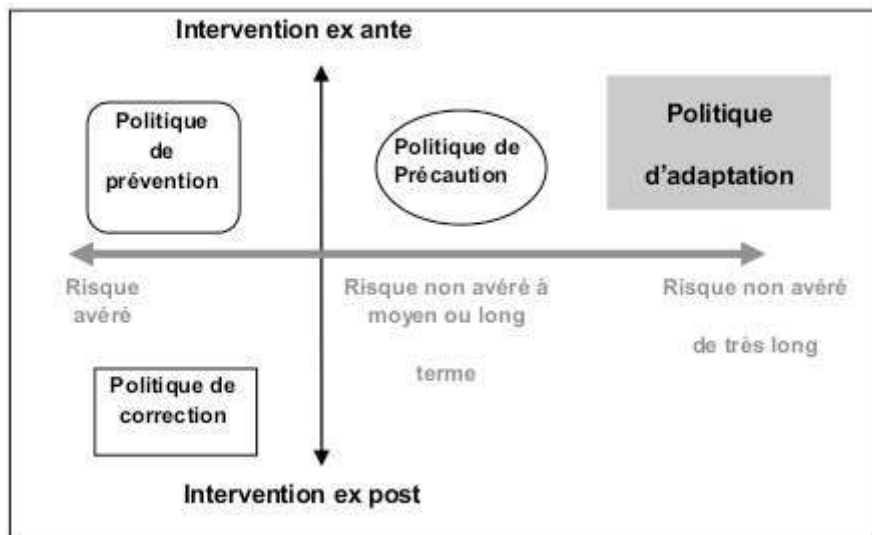 Intervention ex ante
Politique
de
prévention
Politique de
Précaution
Politique
d'adaptation
Risque
avéré
Risque non avéré à
moyen ou long
terme
Risque non avéré
de très long
Politique de
correction
Intervention ex post